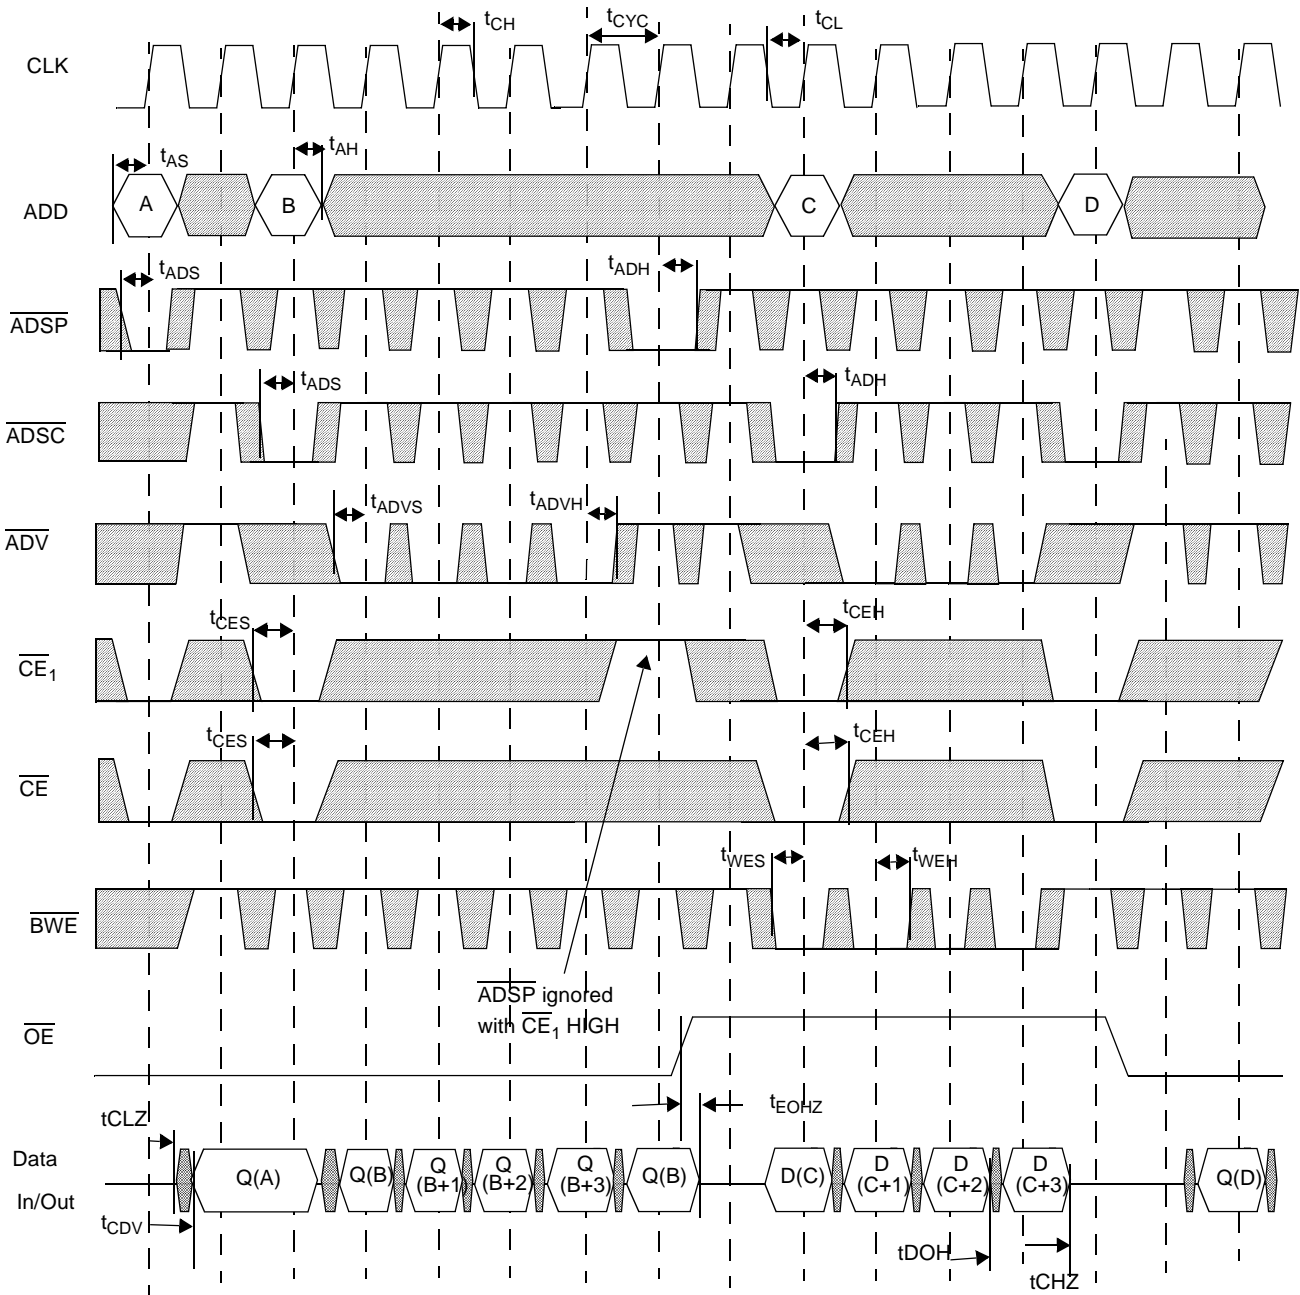 tCH
tCYC
tCL
CLK
tAS
tAH
ADD
A
B
C
D
tADS
tADH
ADSP
tADS
tADH
ADSC
tADVS
tADVH
ADV
tCES
tCEH
CE1
tCES
tCEH
CE
tWES
tWEH
BWE
ADSP ignored
with CE1 HIGH
OE
tCLZ
tEOHZ
Data
In/Out
Q(A)
Q(B)
Q
(B+1)
Q
(B+2)
Q
(B+3)
Q(B)
D(C)
D
(C+1)
D
(C+2)
D
(C+3)
Q(D)
tCDV
tDOH
tCHZ